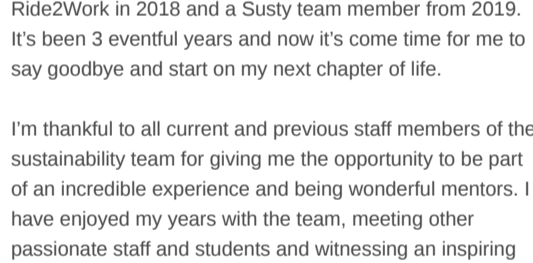 Ride2Work in 2018 and a Susty team member from 2019.
It’s been 3 eventful years and now it’s come time for me to
say goodbye and start on my next chapter of life.
I’m thankful to all current and previous staff members of the
sustainability team for giving me the opportunity to be part
of an incredible experience and being wonderful mentors. I
have enjoyed my years with the team, meeting other
passionate staff and students and witnessing an inspiring